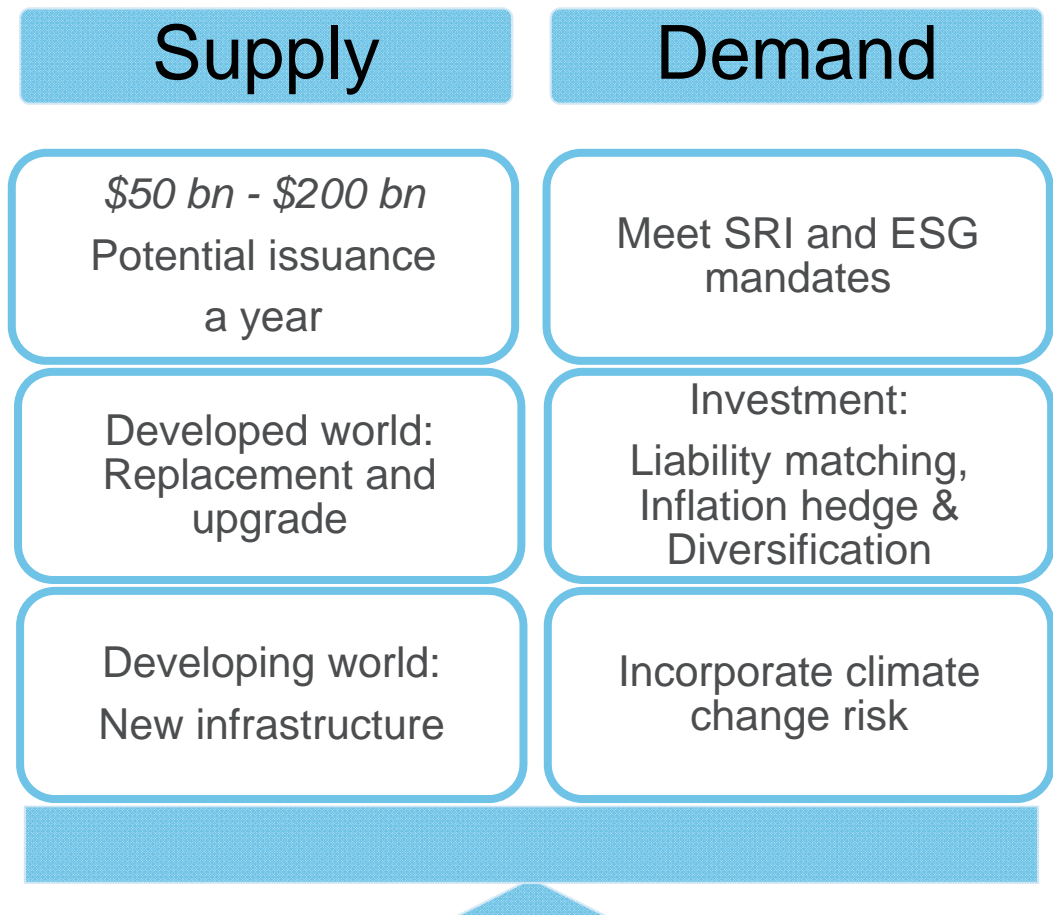 Supply
Demand
$50 bn - $200 bn
Potential issuance
a year
Meet SRI and ESG
mandates
Developed world:
Replacement and
upgrade
Investment:
Liability matching,
Inflation hedge &
Diversification
Developing world:
New infrastructure
Incorporate climate
change risk